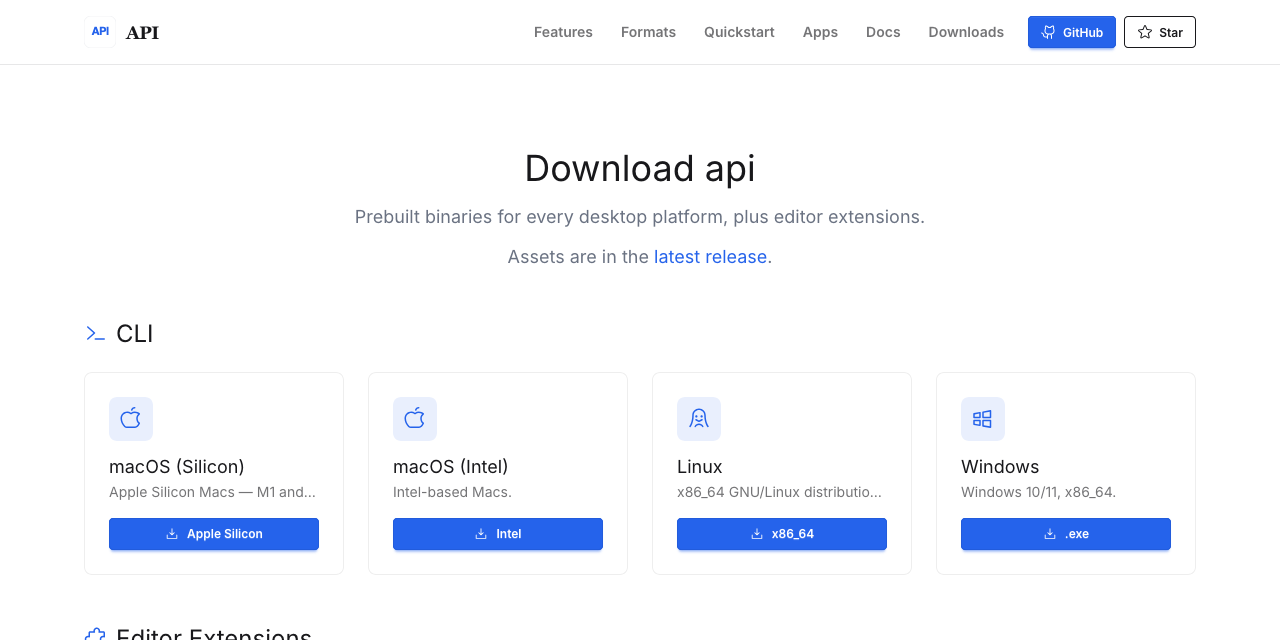 API API Features Formats Quickstart Apps Docs Downloads GitHub Star
Download api
Prebuilt binaries for every desktop platform, plus editor extensions.
Assets are in the latest release.
CLI
macOS (Silicon)
Apple Silicon Macs — M1 and...
Apple Silicon
macOS (Intel)
Intel-based Macs.
Intel
Linux
x86_64 GNU/Linux distributio...
x86_64
Windows
Windows 10/11, x86_64.
.exe
Editor Extensions